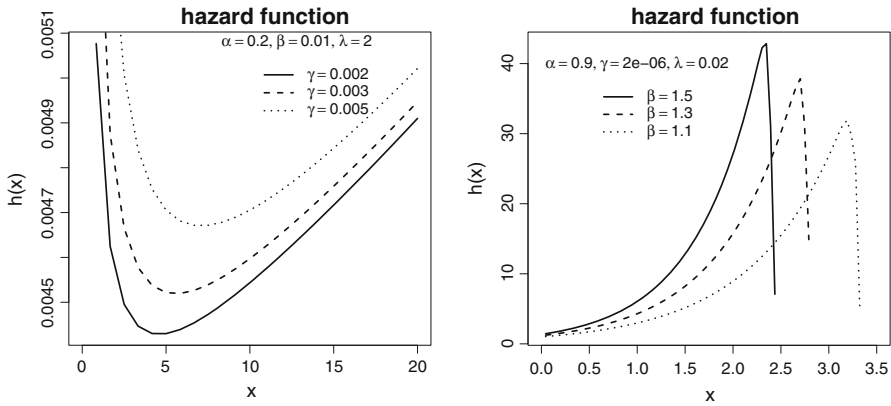 hazard function
α = 0.2, β = 0.01, λ = 2
γ = 0.002
γ = 0.003
γ = 0.005
h(x)
0.0051
0.0049
0.0047
0.0045
0 5 10 15 20
x
hazard function
α = 0.9, γ = 2e−06, λ = 0.02
β = 1.5
β = 1.3
β = 1.1
h(x)
40
30
20
10
0
0.0 0.5 1.0 1.5 2.0 2.5 3.0 3.5
x